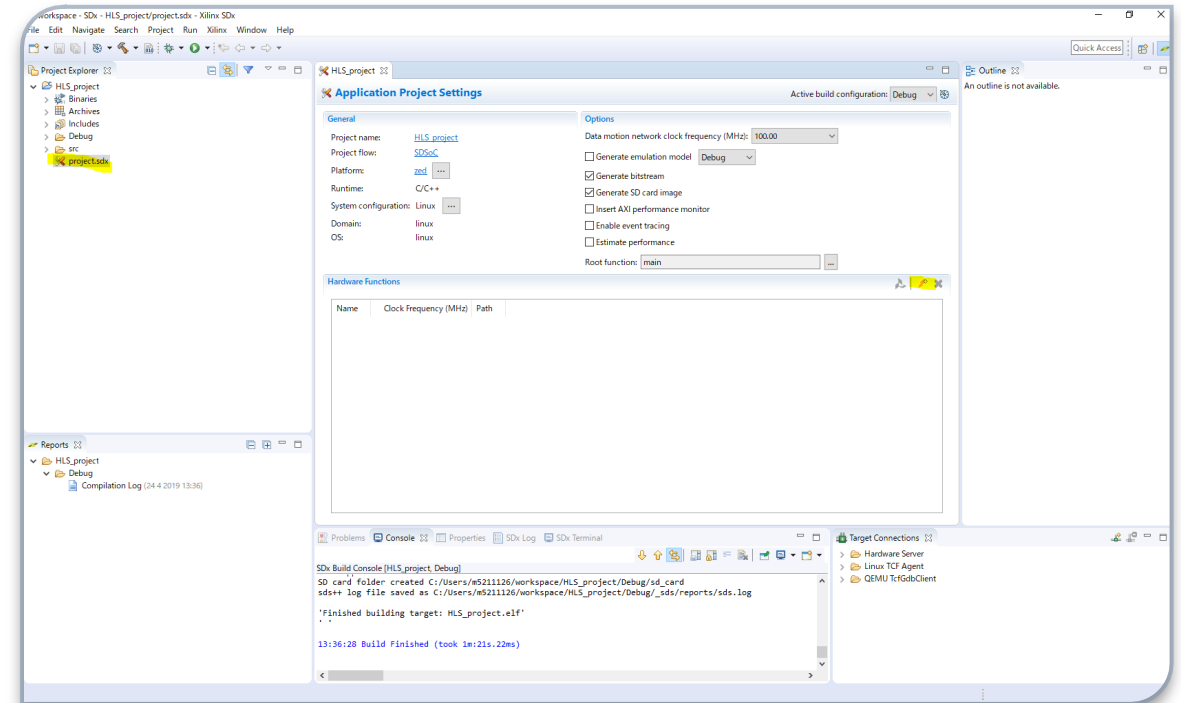 workspace - SDx - HLS_project/project.sdx - Xilinx SDx
File Edit Navigate Search Project Run Xilinx Window Help
Quick Access
Project Explorer
HLS_project
Binaries
Archives
Includes
Debug
src
project.sdx
HLS_project
Application Project Settings
Active build configuration: Debug
General
Project name: HLS_project
Project flow: SDSoC
Platform: zed ...
Runtime: C/C++
System configuration: Linux ...
Domain: linux
OS: linux
Options
Data motion network clock frequency (MHz): 100.00
Generate emulation model Debug
Generate bitstream
Generate SD card image
Insert AXI performance monitor
Enable event tracing
Estimate performance
Root function: main ...
Hardware Functions
Name Clock Frequency (MHz) Path
Outline
An outline is not available.
Reports
HLS_project
Debug
Compilation Log (24 4 2019 13:36)
Problems Console Properties SDx Log SDx Terminal
SDx Build Console [HLS_project, Debug]
SD card folder created C:/Users/m5211126/workspace/HLS_project/Debug/sd_card
sds++ log file saved as C:/Users/m5211126/workspace/HLS_project/Debug/_sds/reports/sds.log
'Finished building target: HLS_project.elf'
' '
13:36:28 Build Finished (took 1m:21s.22ms)
Target Connections
Hardware Server
Linux TCF Agent
QEMU TcfGdbClient